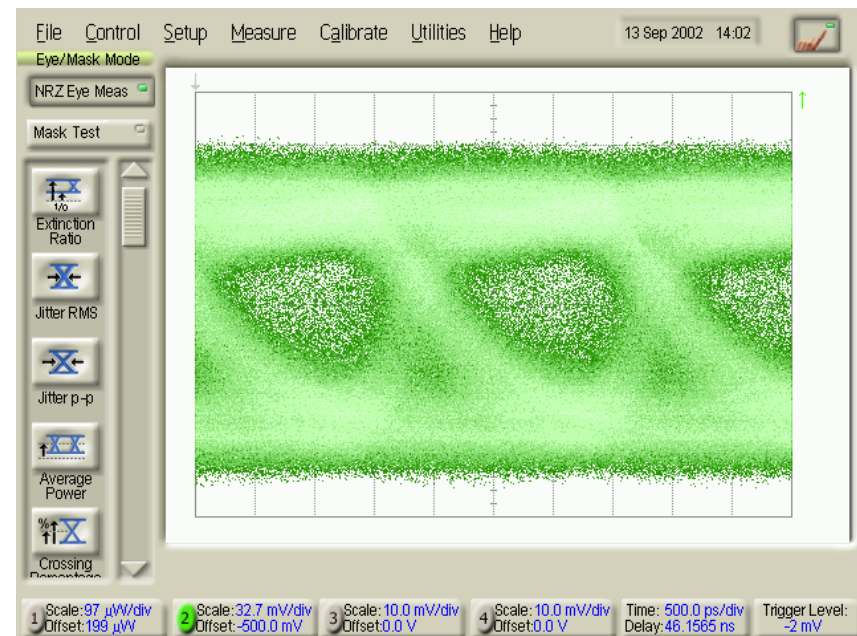 File Control Setup Measure Calibrate Utilities Help 13 Sep 2002 14:02
Eye/Mask Mode
NRZ Eye Meas
Mask Test
1/0
Extinction
Ratio
Jitter RMS
Jitter p-p
Average
Power
%
Crossing
Percentage
1 Scale:97 µW/div
Offset:199 µW
2 Scale:32.7 mV/div
Offset:-500.0 mV
3 Scale:10.0 mV/div
Offset:0.0 V
4 Scale:10.0 mV/div
Offset:0.0 V
Time: 500.0 ps/div
Delay:46.1565 ns
Trigger Level:
-2 mV